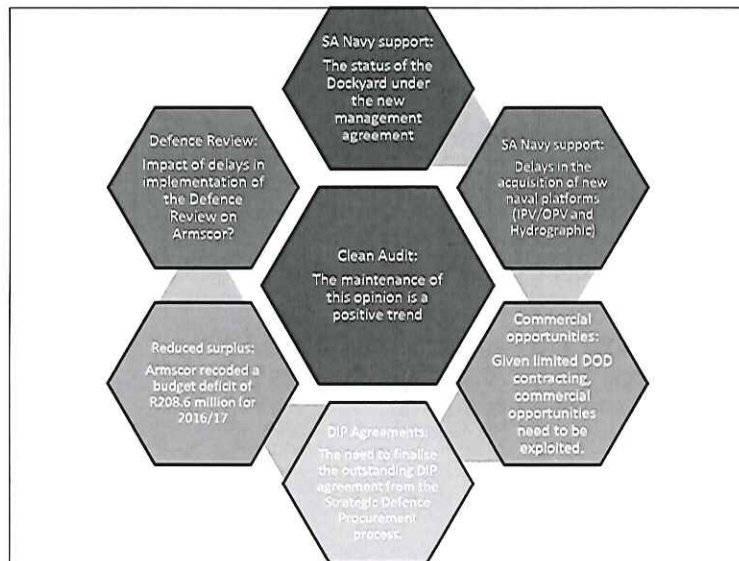 SA Navy support:
The status of the
Dockyard under
the new
management
agreement
SA Navy support:
Delays in the
acquisition of new
naval platforms
(IPV/OPV and
Hydrographic)
Commercial
opportunities:
Given limited DOD
contracting,
commercial
opportunities
need to be
exploited.
DIP Agreements:
The need to finalise
the outstanding DIP
agreement from the
Strategic Defence
Procurement
process.
Reduced surplus:
Armscor recoded a
budget deficit of
R208.6 million for
2016/17
Defence Review:
Impact of delays in
implementation of
the Defence
Review on
Armscor?
Clean Audit:
The maintenance of
this opinion is a
positive trend